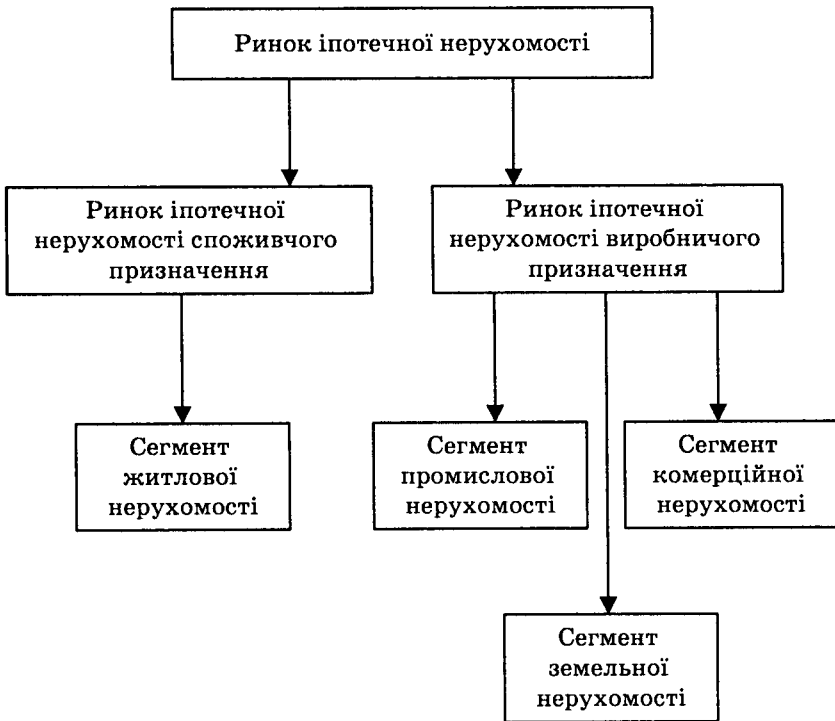 Ринок іпотечної нерухомості
Ринок іпотечної
нерухомості споживчого
призначення
Ринок іпотечної
нерухомості виробничого
призначення
Сегмент
житлової
нерухомості
Сегмент
промислової
нерухомості
Сегмент
комерційної
нерухомості
Сегмент
земельної
нерухомості